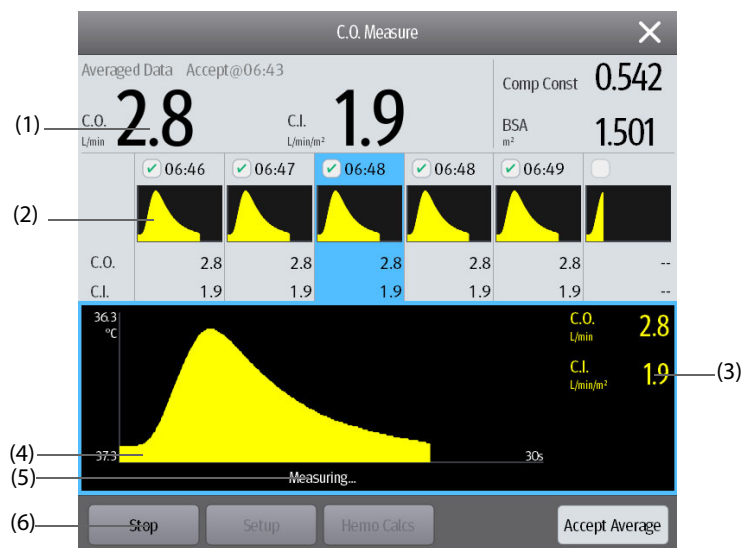 C.O. Measure
Averaged Data Accept@06:43
C.O. L/min 2.8 C.I. L/min/m² 1.9
Comp Const 0.542
BSA m² 1.501
06:46 06:47 06:48 06:48 06:49
C.O. 2.8 2.8 2.8 2.8 2.8 --
C.I. 1.9 1.9 1.9 1.9 1.9 --
36.3
°C
C.O. L/min 2.8
C.I. L/min/m² 1.9
37.3
30s
Measuring...
Stop Setup Hemo Calcs Accept Average
(1)
(2)
(3)
(4)
(5)
(6)